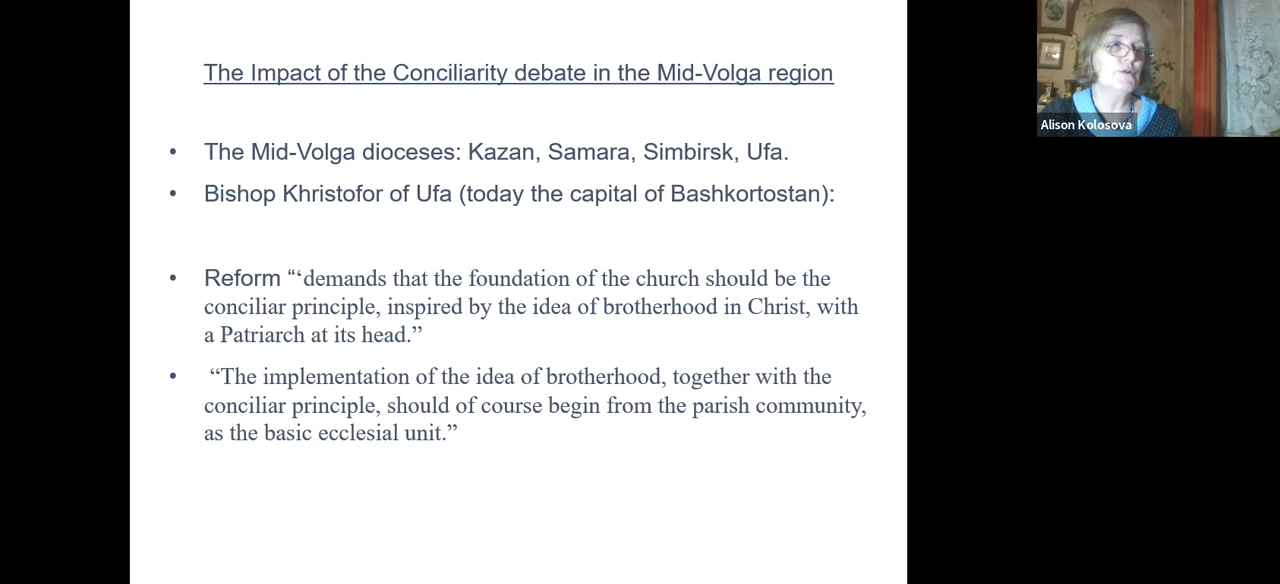 The Impact of the Conciliarity debate in the Mid-Volga region
• The Mid-Volga dioceses: Kazan, Samara, Simbirsk, Ufa.
• Bishop Khristofor of Ufa (today the capital of Bashkortostan):
• Reform “‘demands that the foundation of the church should be the
conciliar principle, inspired by the idea of brotherhood in Christ, with
a Patriarch at its head.”
• “The implementation of the idea of brotherhood, together with the
conciliar principle, should of course begin from the parish community,
as the basic ecclesial unit.”
Alison Kolosova